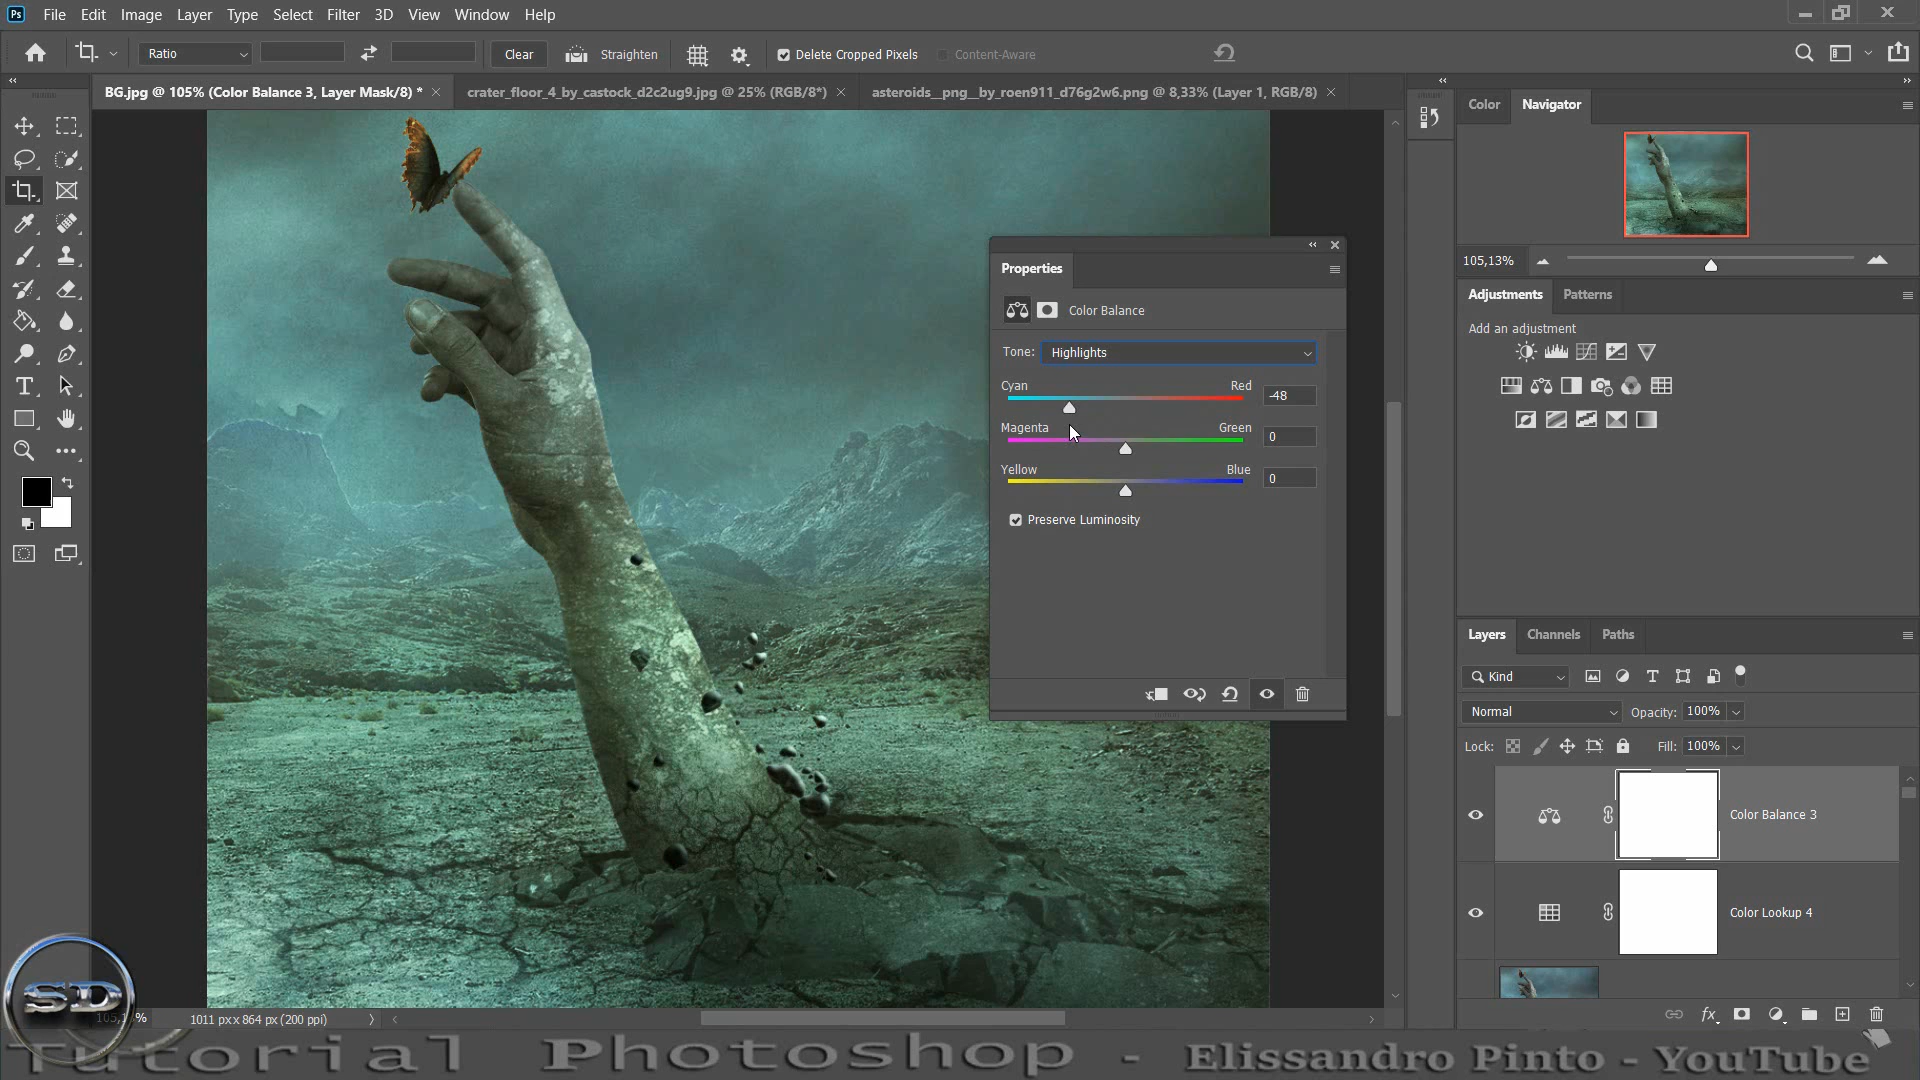 Ps File Edit Image Layer Type Select Filter 3D View Window Help
Ratio Clear Straighten Delete Cropped Pixels Content-Aware
BG.jpg @ 105% (Color Balance 3, Layer Mask/8) * crater_floor_4_by_castock_d2c2ug9.jpg @ 25% (RGB/8*) asteroids__png__by_roen911_d76g2w6.png @ 8,33% (Layer 1, RGB/8)
Color Navigator
105,13%
Adjustments Patterns
Add an adjustment
Properties
Color Balance
Tone: Highlights
Cyan Red -48
Magenta Green 0
Yellow Blue 0
Preserve Luminosity
Layers Channels Paths
Kind
Normal Opacity: 100%
Lock: Fill: 100%
Color Balance 3
Color Lookup 4
fx
SD
1011 px x 864 px (200 ppi)
Tutorial Photoshop - Elissandro Pinto - YouTube